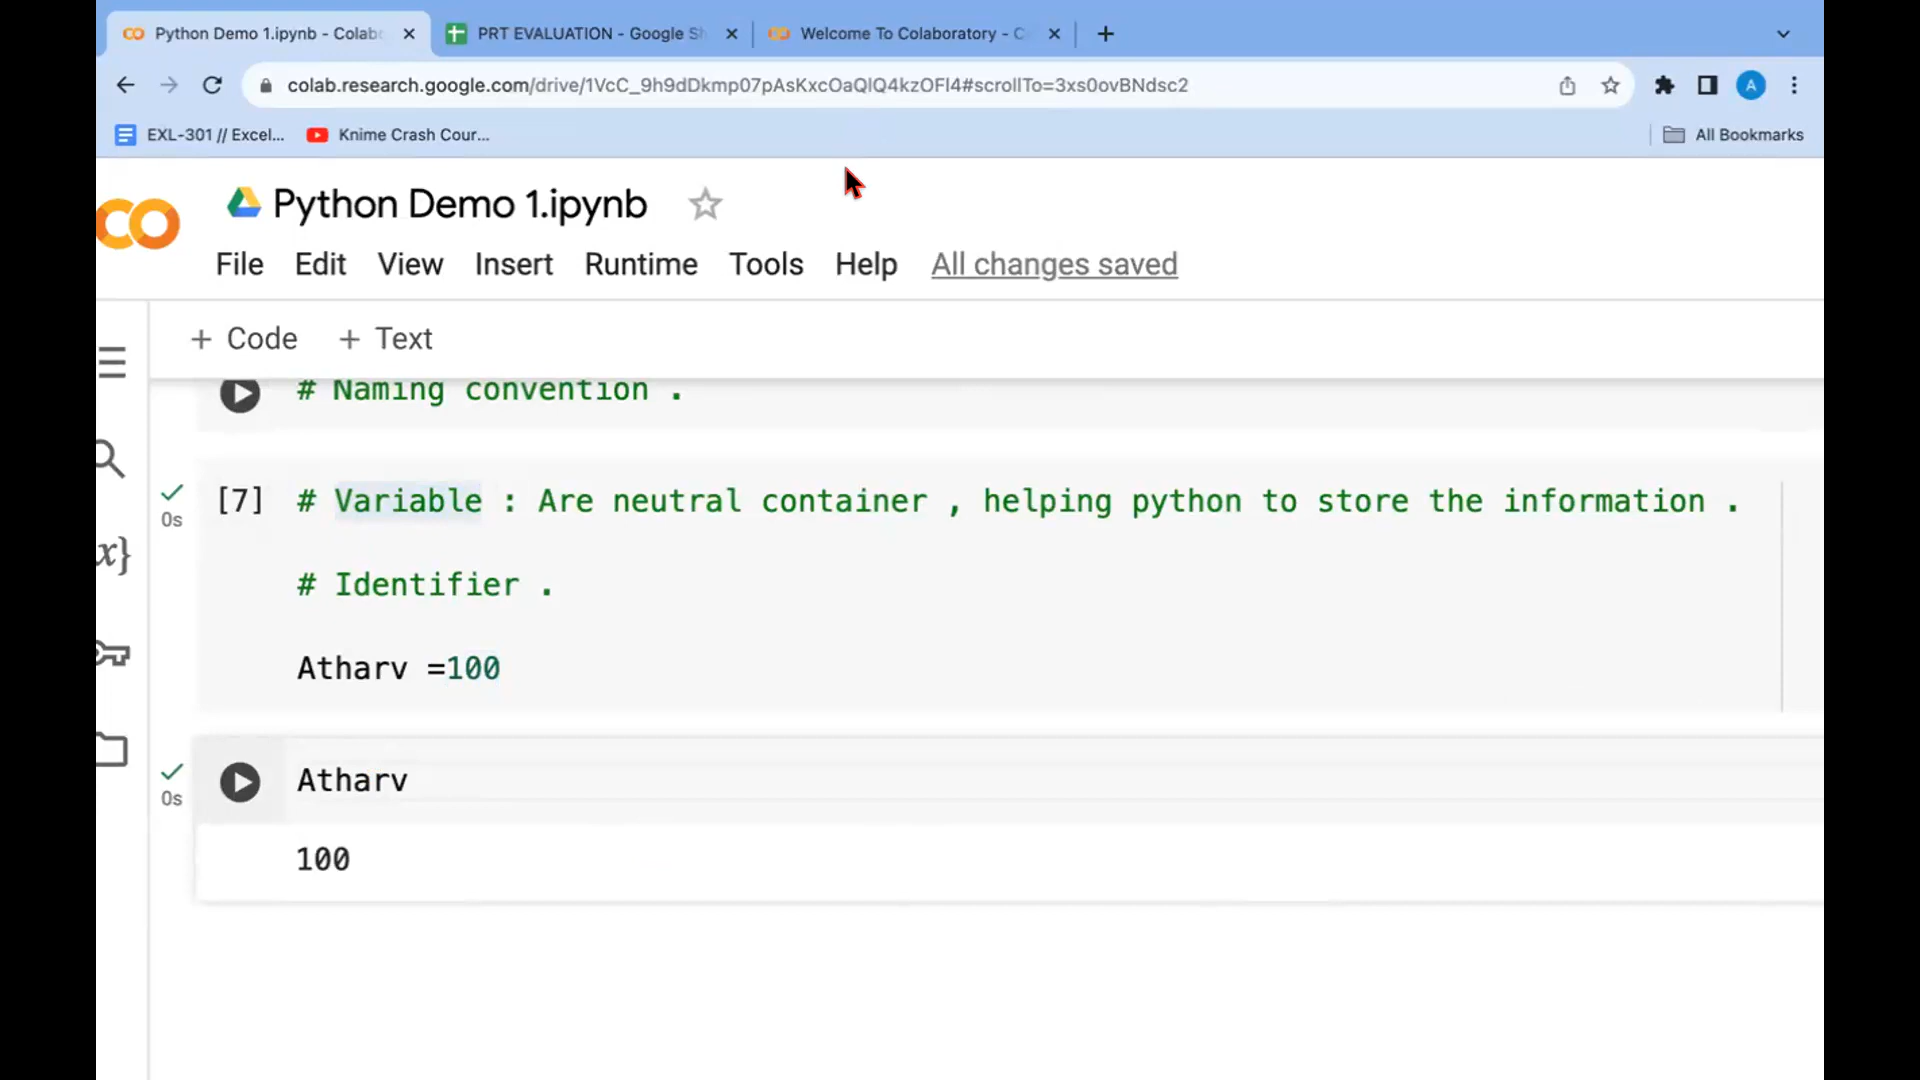 Python Demo 1.ipynb - Colab
PRT EVALUATION - Google Sh
Welcome To Colaboratory - C
colab.research.google.com/drive/1VcC_9h9dDkmp07pAsKxcOaQlQ4kzOFl4#scrollTo=3xs0ovBNdsc2
A
EXL-301 // Excel...
Knime Crash Cour...
All Bookmarks
Python Demo 1.ipynb
File Edit View Insert Runtime Tools Help All changes saved
+ Code + Text
# Naming convention .
[7] # Variable : Are neutral container , helping python to store the information .
0s
# Identifier .
Atharv =100
Atharv
0s
100